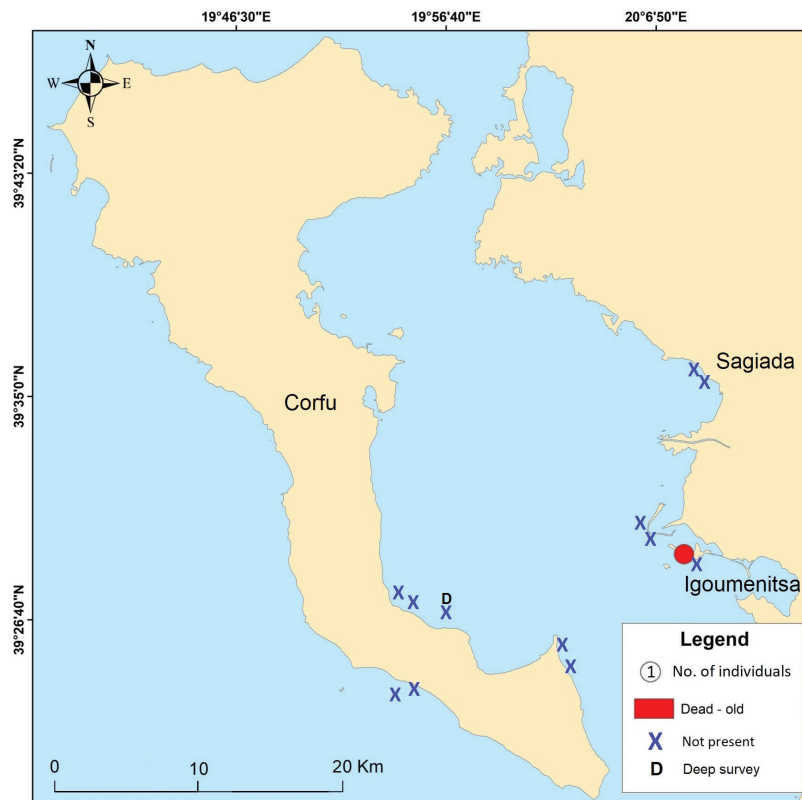 19°46'30"E 19°56'40"E 20°6'50"E
N
W E
S
39°43'20"N
Sagiada
X
X
39°35'0"N
Corfu
X
X
X
Igoumenitsa
X
X
D
X
39°26'40"N
X
X
X
X
Legend
1 No. of individuals
Dead - old
X Not present
D Deep survey
0 10 20 Km